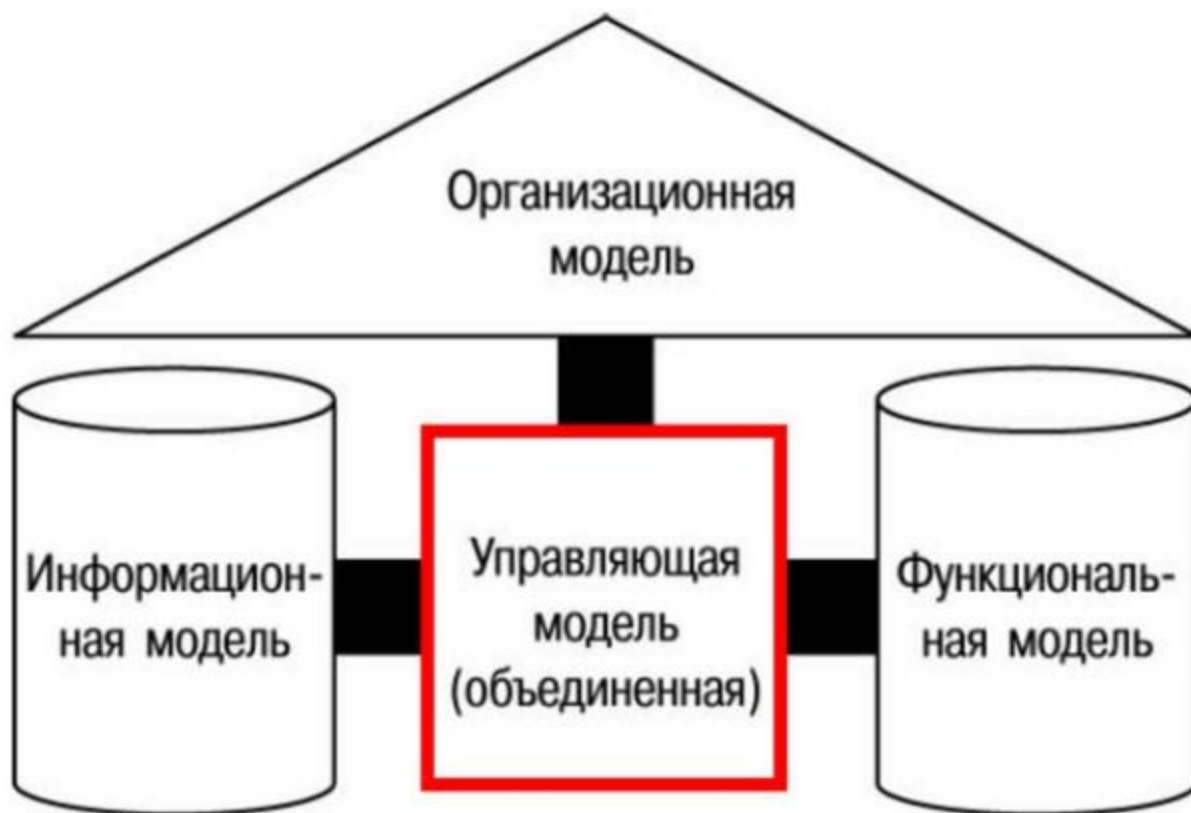 Организационная
модель
Информацион-
ная модель
Управляющая
модель
(объединенная)
Функциональ-
ная модель